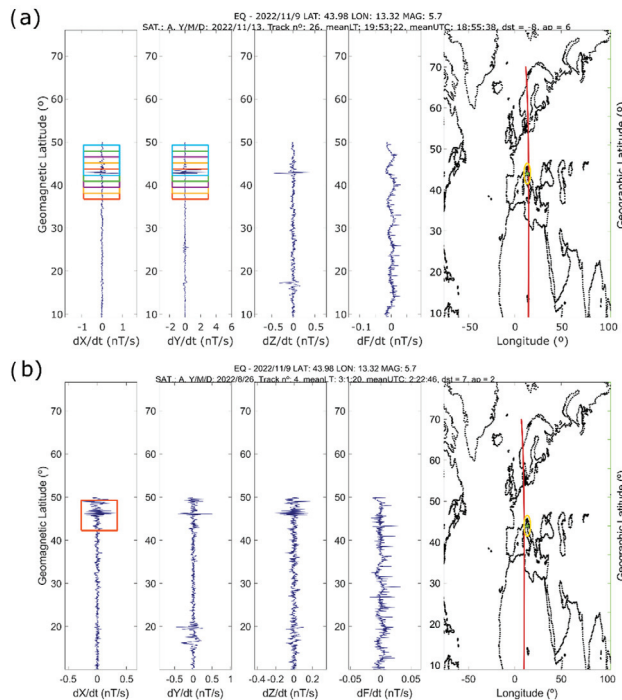 (a)
EQ - 2022/11/9 LAT: 43.98 LON: 13.32 MAG: 5.7
SAT.: A. Y/M/D: 2022/11/13. Track nº: 26. meanLT: 19:53:22. meanUTC: 18:55:38, dst = -8, ap = 6
Geomagnetic Latitude (º)
70 60 50 40 30 20 10
70 60 50 40 30 20 10
70 60 50 40 30 20 10
70 60 50 40 30 20 10
70 60 50 40 30 20 10
Geographic Latitude (º)
-1 0 1
-6 -4 -2 0 2 4 6
-0.5 0 0.5
-0.1 0 0.1
-50 0 50 100
dX/dt (nT/s) dY/dt (nT/s) dZ/dt (nT/s) dF/dt (nT/s) Longitude (º)
(b)
EQ - 2022/11/9 LAT: 43.98 LON: 13.32 MAG: 5.7
SAT.: A. Y/M/D: 2022/8/26. Track nº: 4. meanLT: 3:1:20. meanUTC: 2:22:46, dst = 7, ap = 2
Geomagnetic Latitude (º)
70 60 50 40 30 20
70 60 50 40 30 20
70 60 50 40 30 20
70 60 50 40 30 20
70 60 50 40 30 20 10
Geographic Latitude (º)
-0.5 0 0.5
-0.5 0 0.5
-0.4 -0.2 0 0.2
-0.05 0 0.05
-50 0 50 100
dX/dt (nT/s) dY/dt (nT/s) dZ/dt (nT/s) dF/dt (nT/s) Longitude (º)